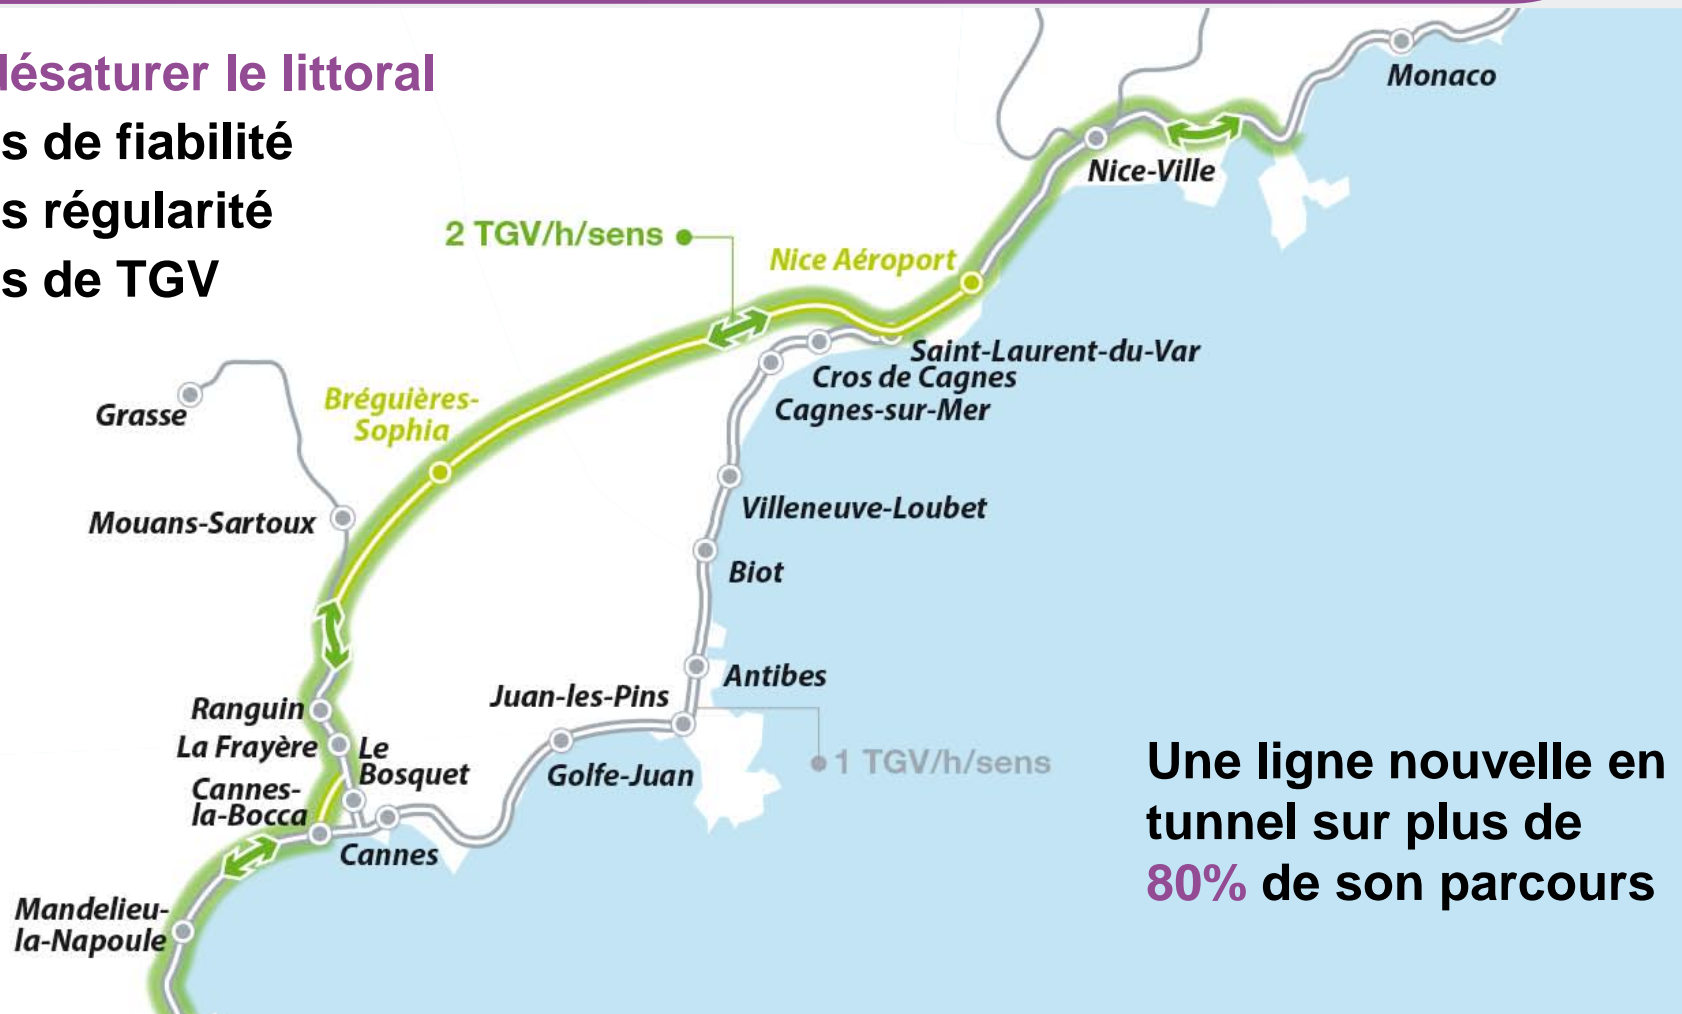 désaturer le littoral
s de fiabilité
s régularité
s de TGV
Monaco
Nice-Ville
2 TGV/h/sens
Nice Aéroport
Saint-Laurent-du-Var
Cros de Cagnes
Cagnes-sur-Mer
Grasse
Bréguières-
Sophia
Villeneuve-Loubet
Mouans-Sartoux
Biot
Antibes
Juan-les-Pins
Ranguin
La Frayère
Le
Bosquet
Golfe-Juan
1 TGV/h/sens
Cannes-
la-Bocca
Cannes
Mandelieu-
la-Napoule
Une ligne nouvelle en
tunnel sur plus de
80% de son parcours